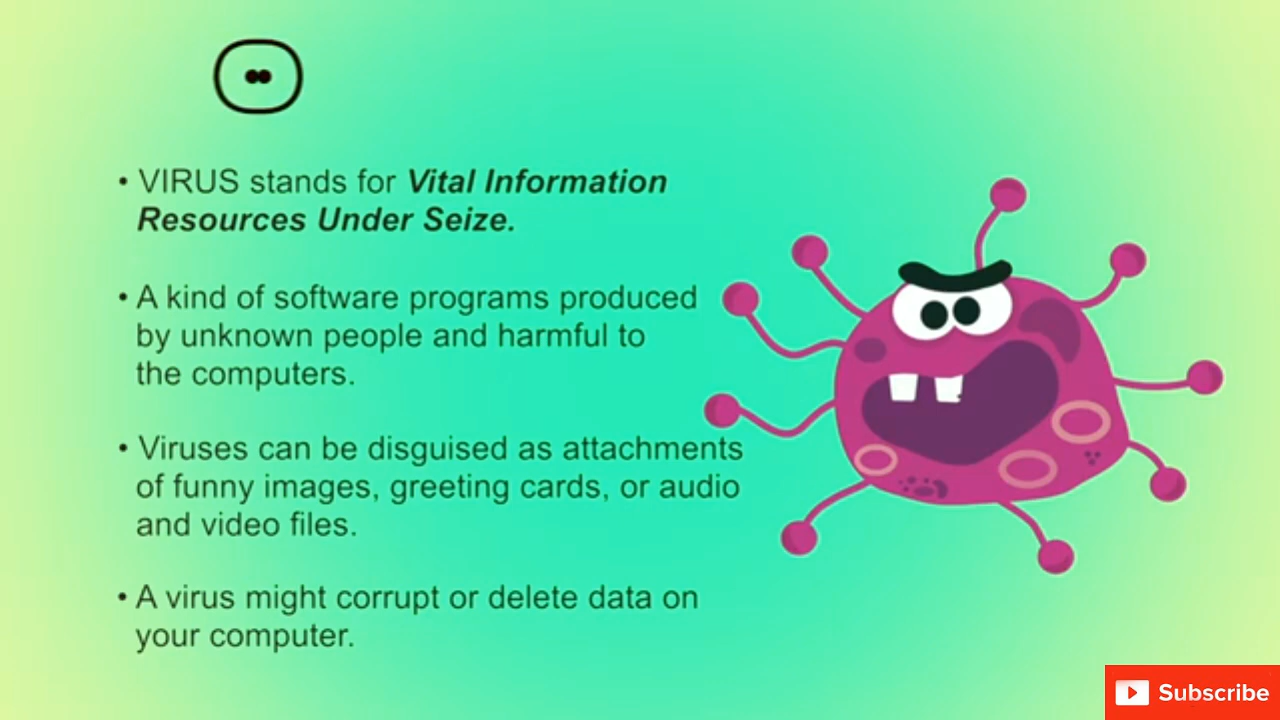 • VIRUS stands for Vital Information
Resources Under Seize.
• A kind of software programs produced
by unknown people and harmful to
the computers.
• Viruses can be disguised as attachments
of funny images, greeting cards, or audio
and video files.
• A virus might corrupt or delete data on
your computer.
Subscribe